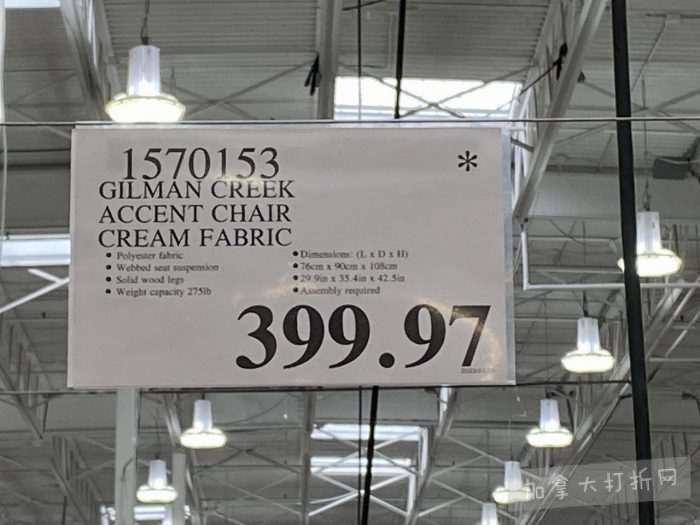 1570153 *
GILMAN CREEK
ACCENT CHAIR
CREAM FABRIC
• Polyester fabric
• Webbed seat suspension
• Solid wood legs
• Weight capacity 275lb
• Dimensions: (L x D x H)
• 76cm x 90cm x 108cm
• 29.9in x 35.4in x 42.5in
• Assembly required
399.97
加拿大打折网